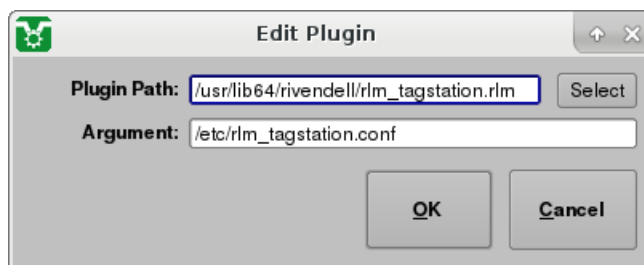 Edit Plugin
Plugin Path: /usr/lib64/rivendell/rlm_tagstation.rlm Select
Argument: /etc/rlm_tagstation.conf
OK Cancel